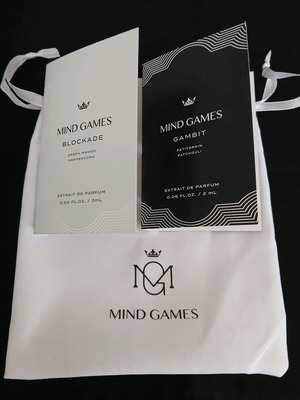 MIND GAMES
BLOCKADE
GREEN MANGO
PEPPERCORN
EXTRAIT DE PARFUM
0.06 FL.OZ. / 2mL
MIND GAMES
GAMBIT
PETITGRAIN
PATCHOULI
EXTRAIT DE PARFUM
0.06 FL.OZ. / 2 mL
MG
MIND GAMES